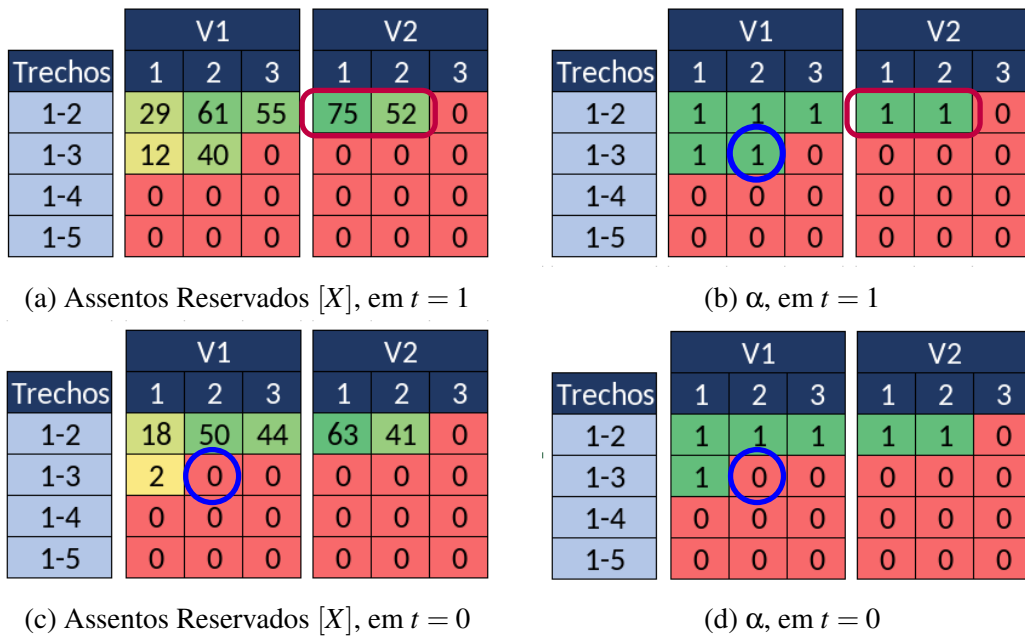 V1 V2
Trechos 1 2 3 1 2 3
1-2 29 61 55 75 52 0
1-3 12 40 0 0 0 0
1-4 0 0 0 0 0 0
1-5 0 0 0 0 0 0
(a) Assentos Reservados [X], em t = 1
V1 V2
Trechos 1 2 3 1 2 3
1-2 1 1 1 1 1 0
1-3 1 1 0 0 0 0
1-4 0 0 0 0 0 0
1-5 0 0 0 0 0 0
(b) α, em t = 1
V1 V2
Trechos 1 2 3 1 2 3
1-2 18 50 44 63 41 0
1-3 2 0 0 0 0 0
1-4 0 0 0 0 0 0
1-5 0 0 0 0 0 0
(c) Assentos Reservados [X], em t = 0
V1 V2
Trechos 1 2 3 1 2 3
1-2 1 1 1 1 1 0
1-3 1 0 0 0 0 0
1-4 0 0 0 0 0 0
1-5 0 0 0 0 0 0
(d) α, em t = 0